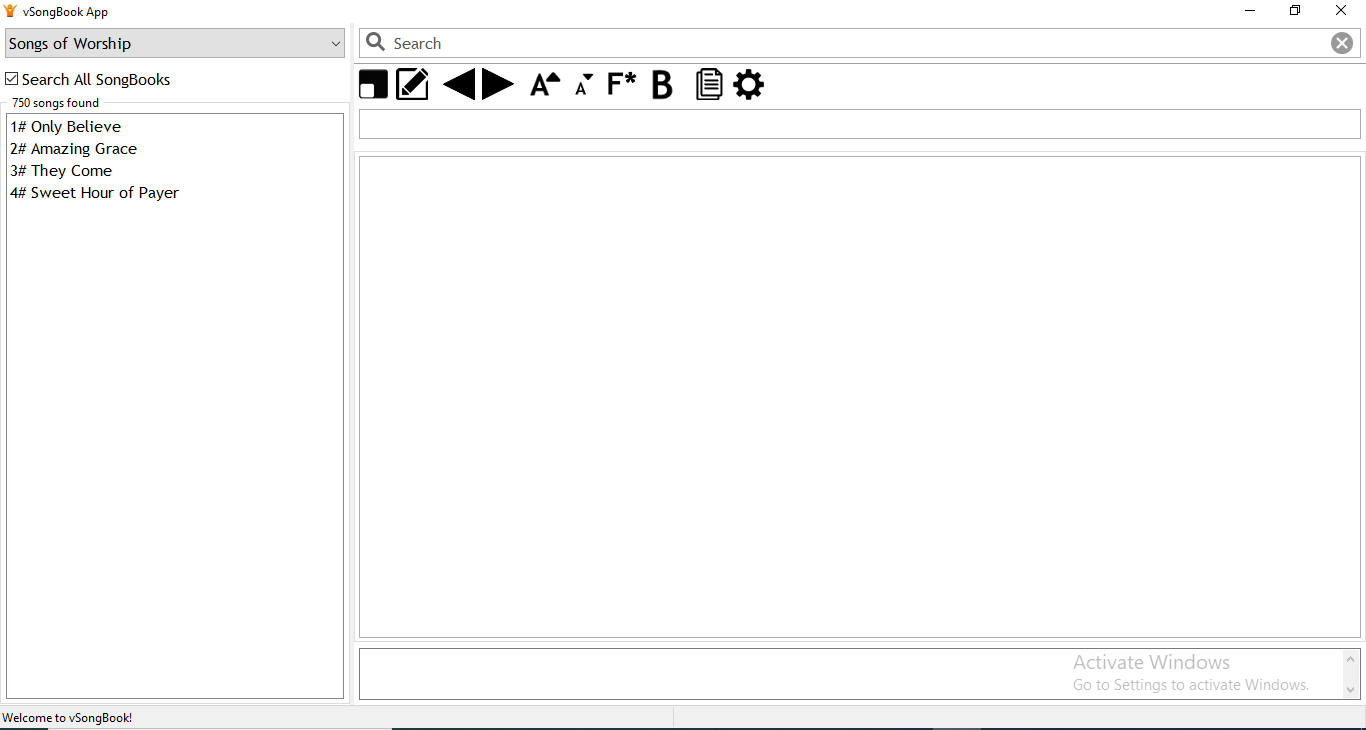 vSongBook App
Songs of Worship
Search
Search All SongBooks
A A F* B
750 songs found
1# Only Believe
2# Amazing Grace
3# They Come
4# Sweet Hour of Payer
Activate Windows
Go to Settings to activate Windows.
Welcome to vSongBook!